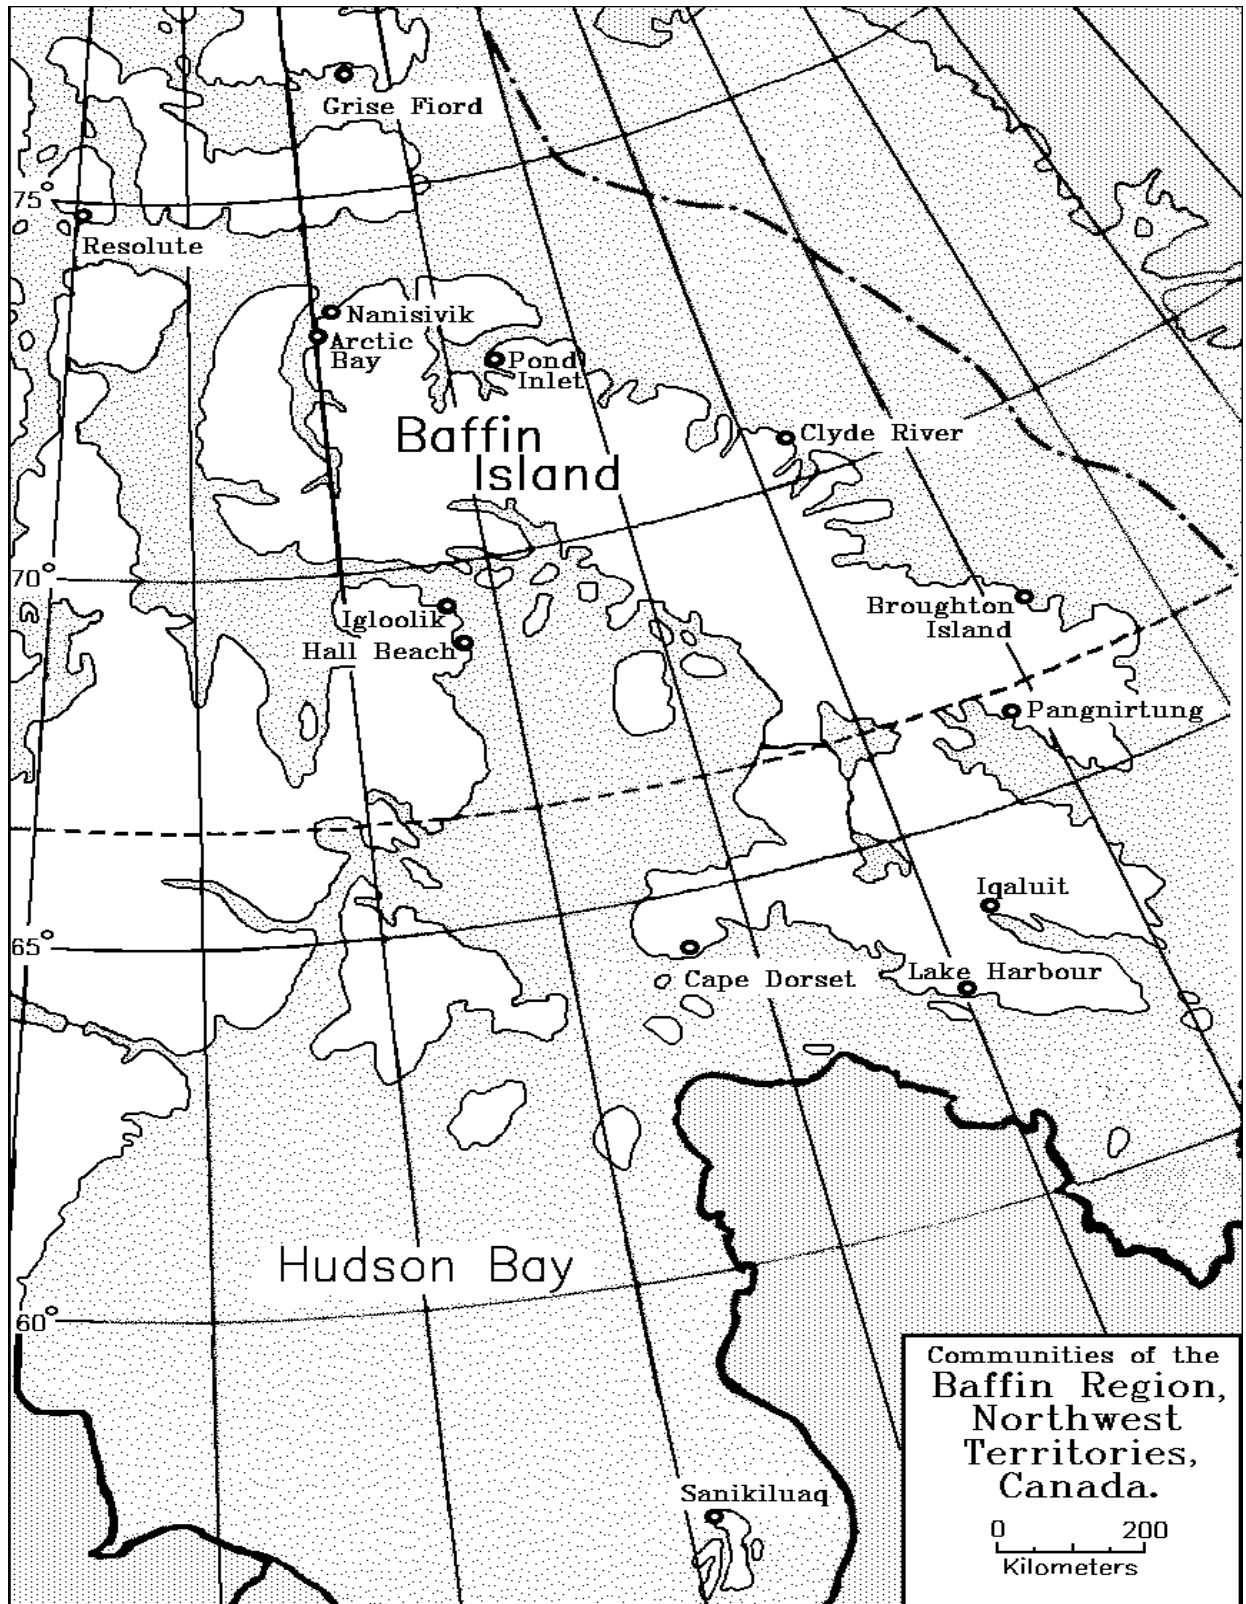 Grise Fiord
75°
Resolute
Nanisivik
Arctic
Bay
Pond
Inlet
Baffin
Island
Clyde River
70°
Igloolik
Hall Beach
Broughton
Island
Pangnirtung
Iqaluit
65°
Cape Dorset
Lake Harbour
Hudson Bay
60°
Sanikiluaq
Communities of the
Baffin Region,
Northwest
Territories,
Canada.
0 200
Kilometers